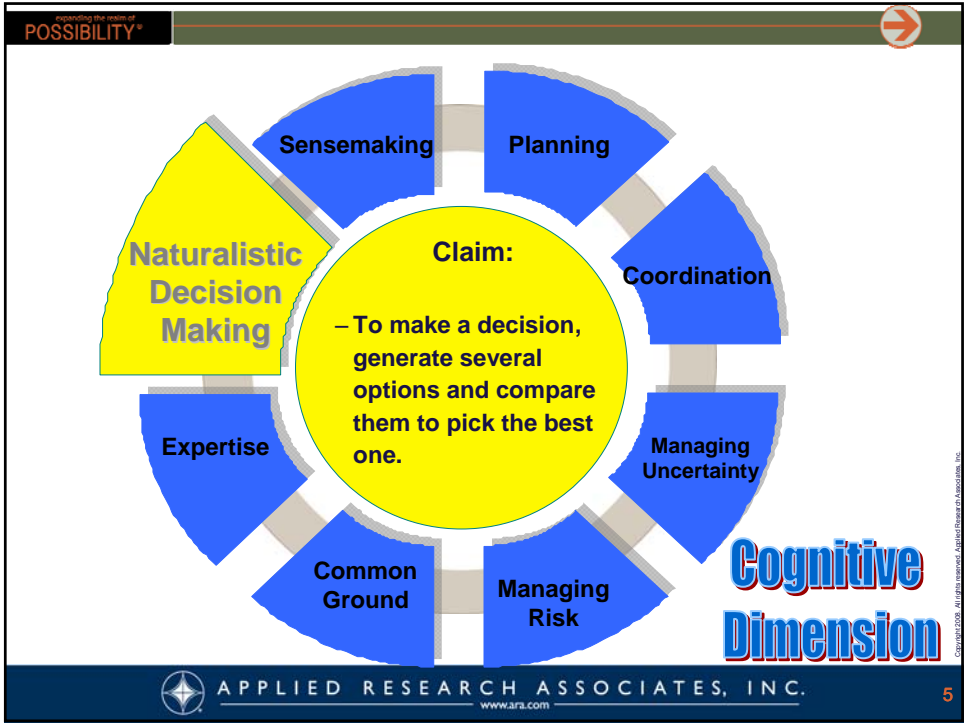 expanding the realm of
POSSIBILITY®
Sensemaking
Planning
Naturalistic
Decision
Making
Claim:
– To make a decision,
generate several
options and compare
them to pick the best
one.
Coordination
Expertise
Managing
Uncertainty
Common
Ground
Managing
Risk
Cognitive
Dimension
Copyright 2008. All rights reserved. Applied Research Associates, Inc.
APPLIED RESEARCH ASSOCIATES, INC.
www.ara.com
5